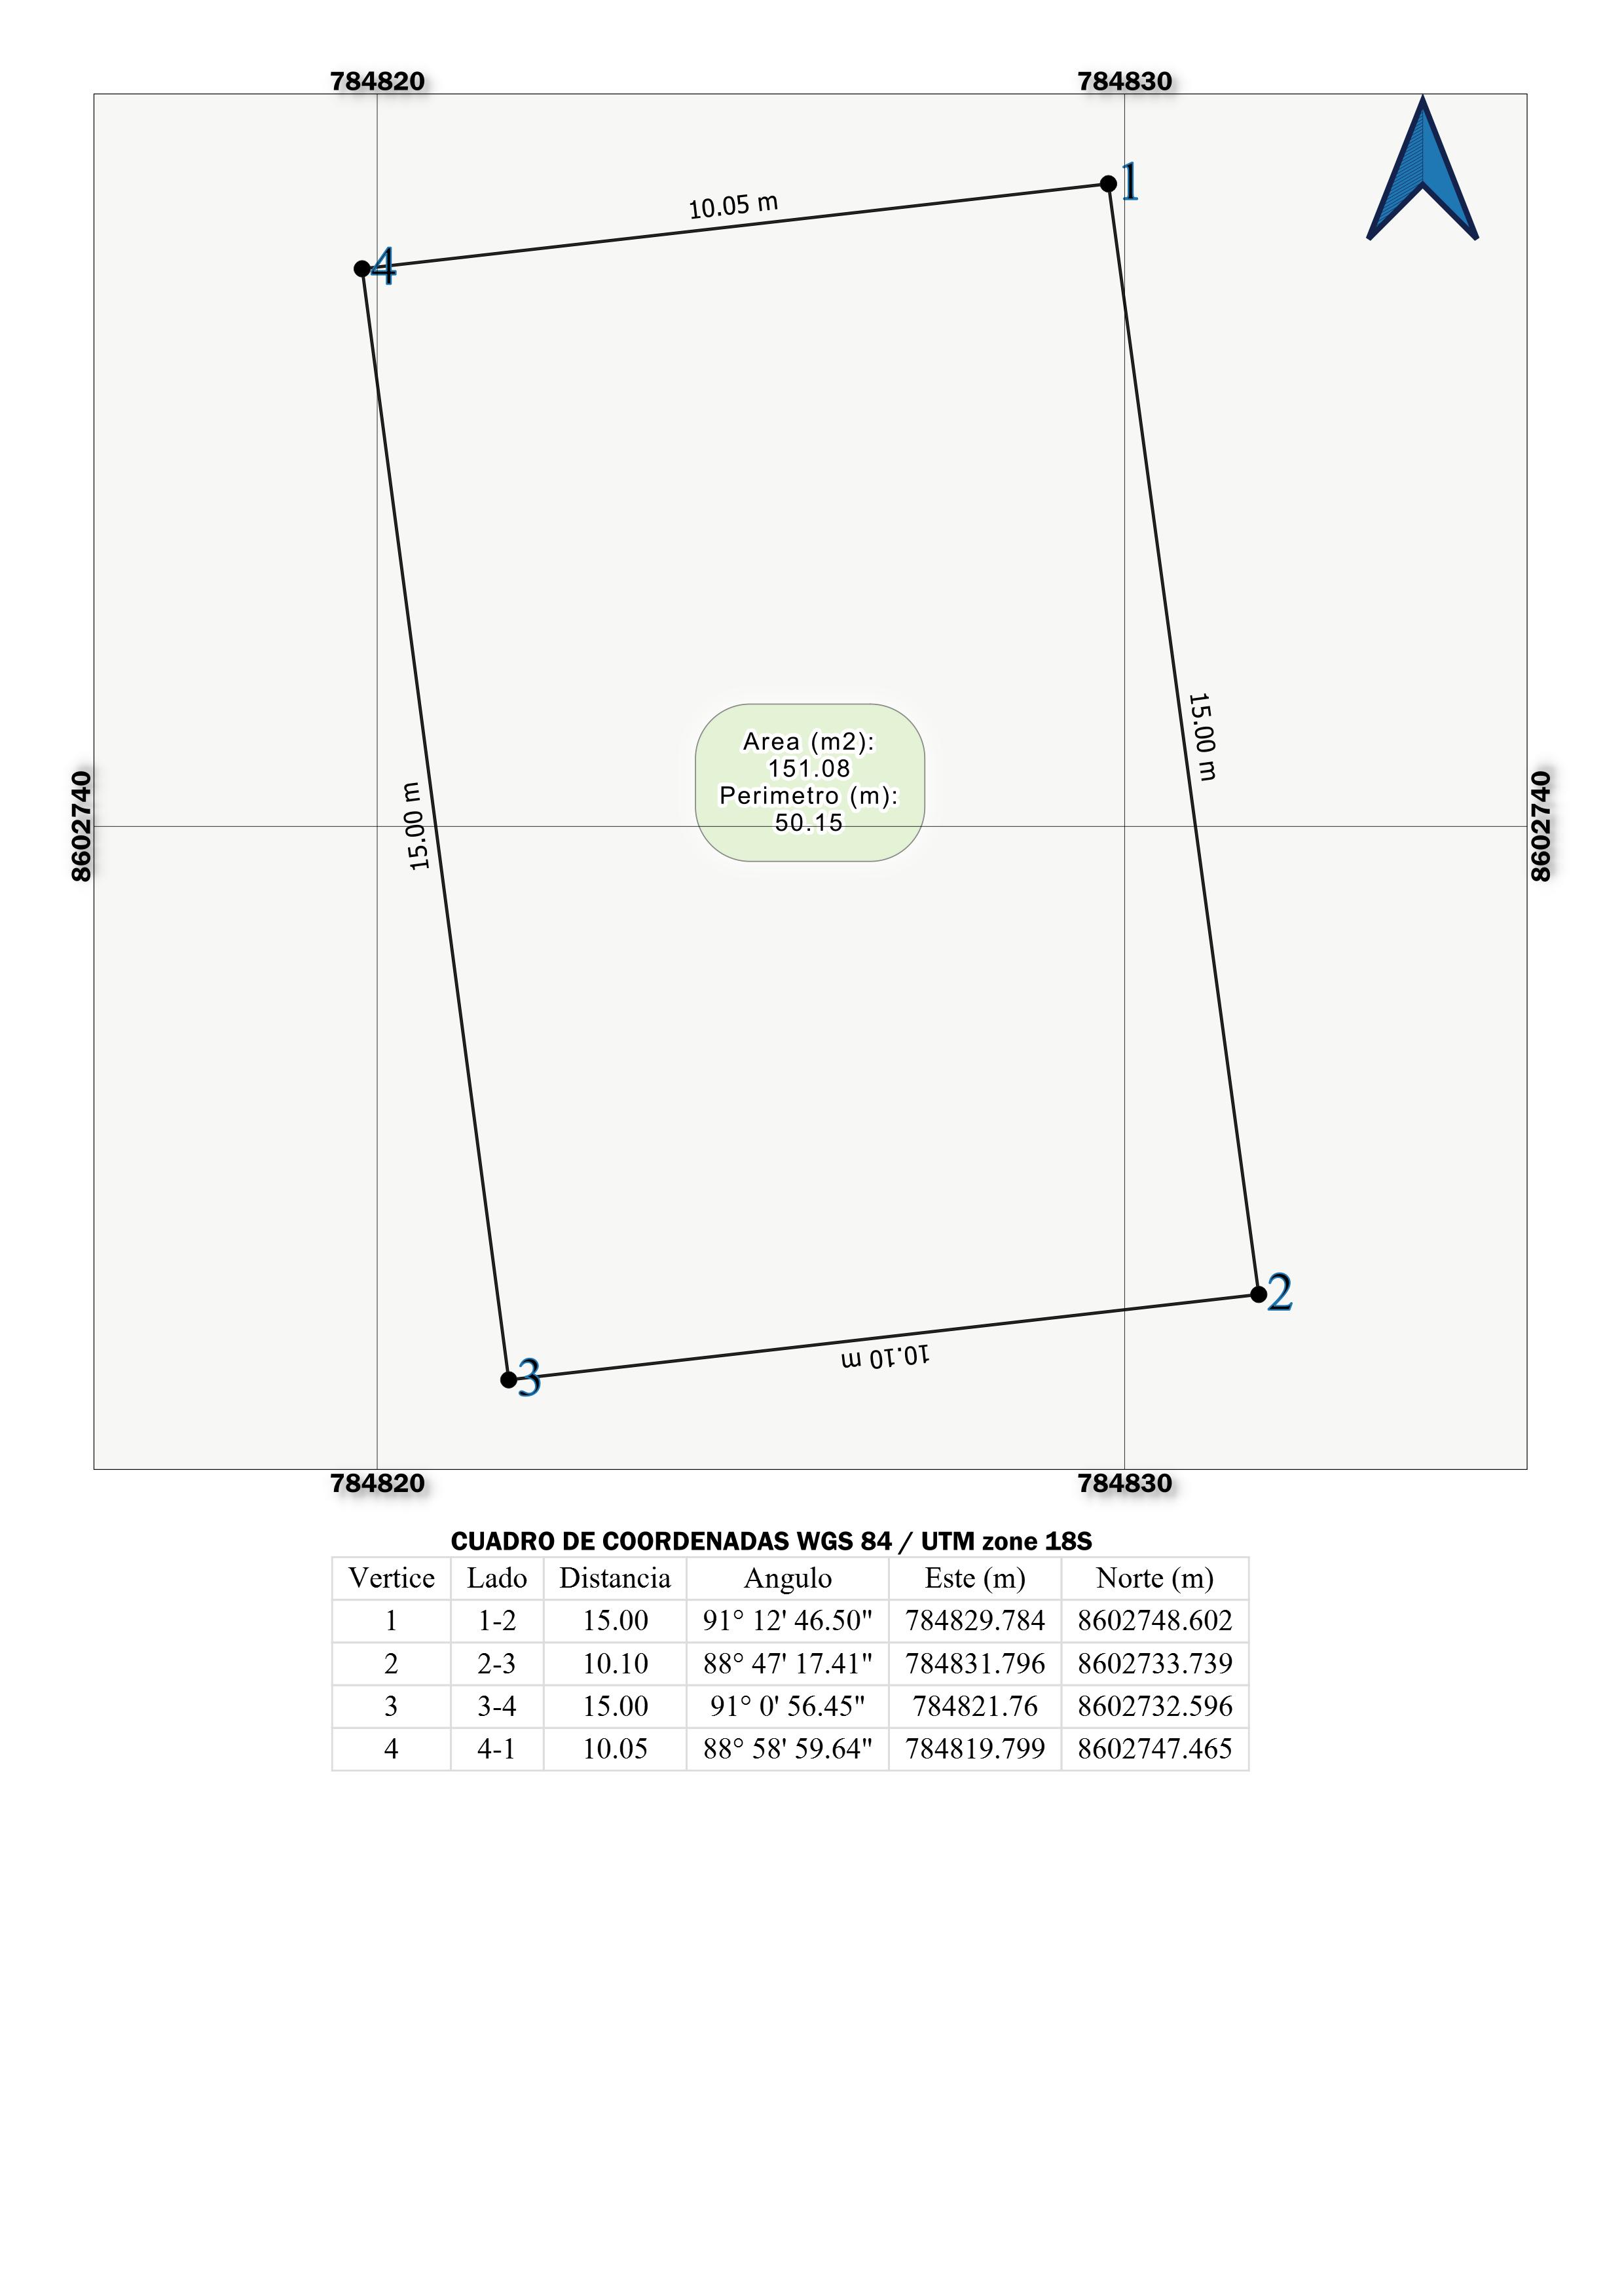 784820 784830
1
10.05 m
4
Area (m2):
151.08
Perimetro (m):
50.15
15.00 m
15.00 m
8602740
8602740
2
10.10 m
3
784820 784830
CUADRO DE COORDENADAS WGS 84 / UTM zone 18S
Vertice Lado Distancia Angulo Este (m) Norte (m)
1 1-2 15.00 91° 12' 46.50" 784829.784 8602748.602
2 2-3 10.10 88° 47' 17.41" 784831.796 8602733.739
3 3-4 15.00 91° 0' 56.45" 784821.76 8602732.596
4 4-1 10.05 88° 58' 59.64" 784819.799 8602747.465